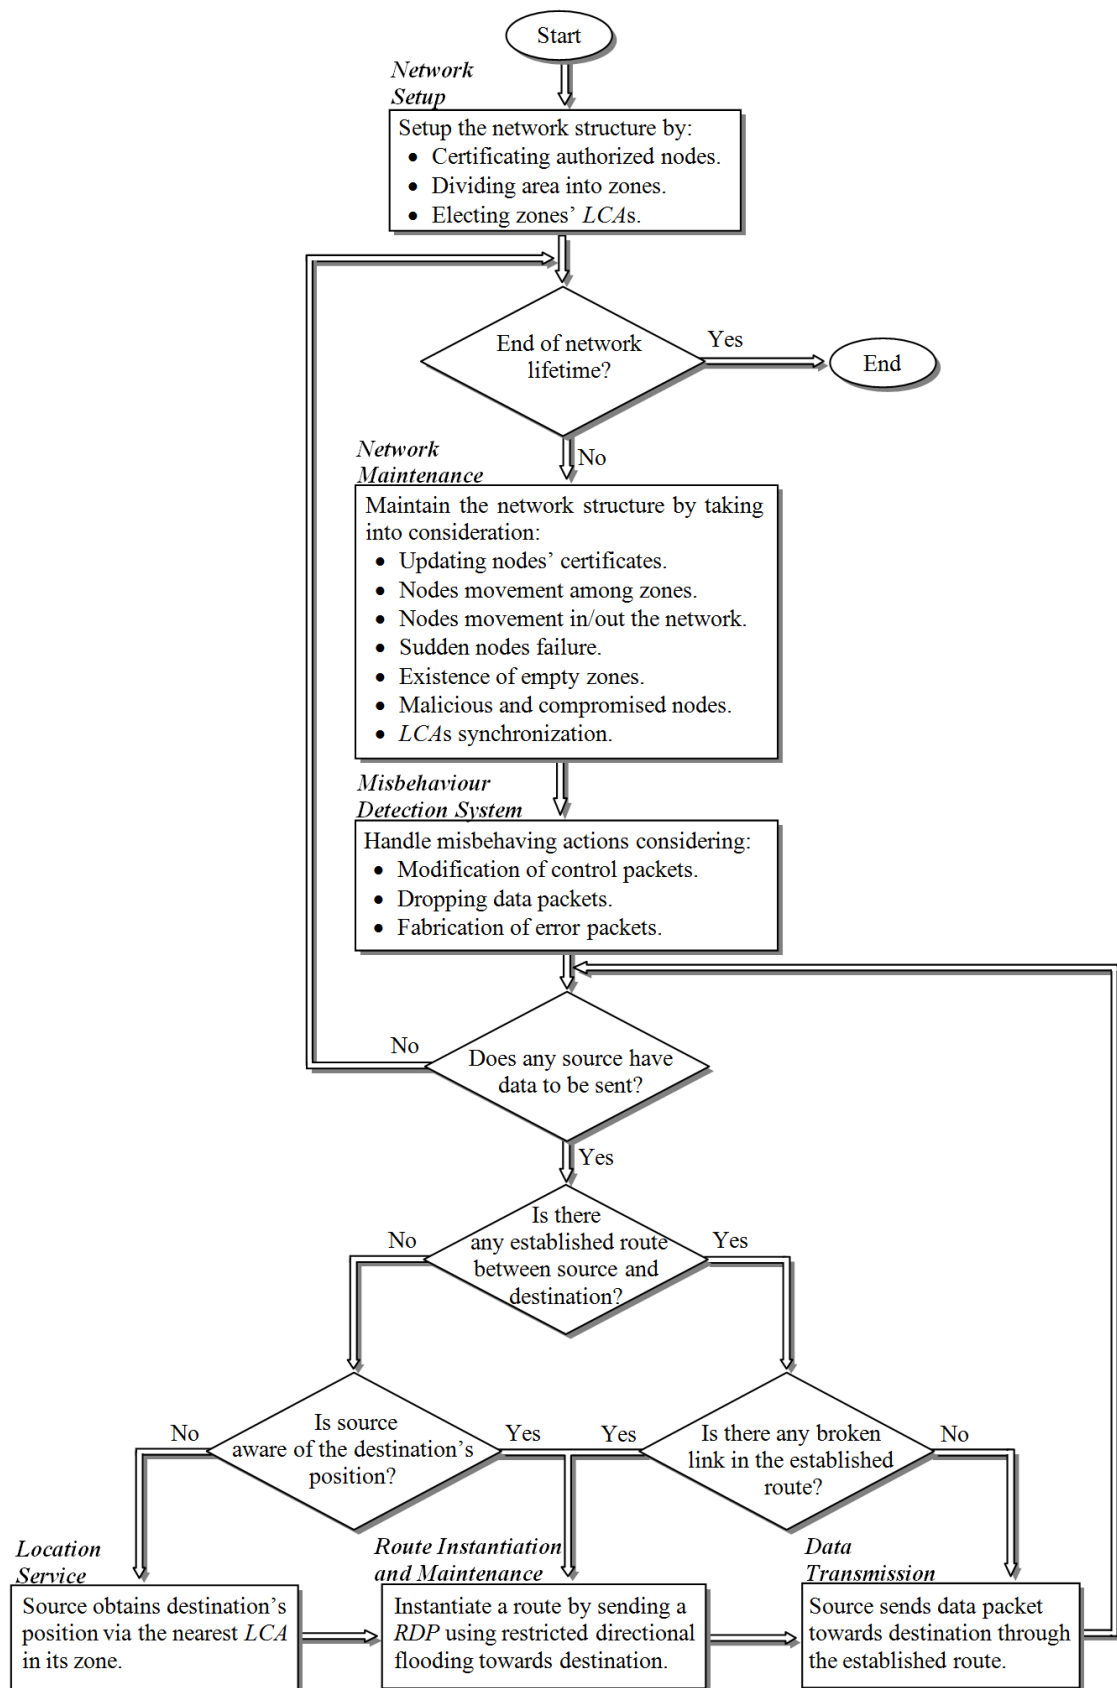 Start
Network
Setup
Setup the network structure by:
• Certificating authorized nodes.
• Dividing area into zones.
• Electing zones’ LCAs.
End of network
lifetime?
Yes
End
No
Network
Maintenance
Maintain the network structure by taking
into consideration:
• Updating nodes’ certificates.
• Nodes movement among zones.
• Nodes movement in/out the network.
• Sudden nodes failure.
• Existence of empty zones.
• Malicious and compromised nodes.
• LCAs synchronization.
Misbehaviour
Detection System
Handle misbehaving actions considering:
• Modification of control packets.
• Dropping data packets.
• Fabrication of error packets.
No
Does any source have
data to be sent?
Yes
Is there
any established route
between source and
destination?
No
Yes
No
Is source
aware of the destination’s
position?
Yes
Yes
Is there any broken
link in the established
route?
No
Location
Service
Source obtains destination’s
position via the nearest LCA
in its zone.
Route Instantiation
and Maintenance
Instantiate a route by sending a
RDP using restricted directional
flooding towards destination.
Data
Transmission
Source sends data packet
towards destination through
the established route.